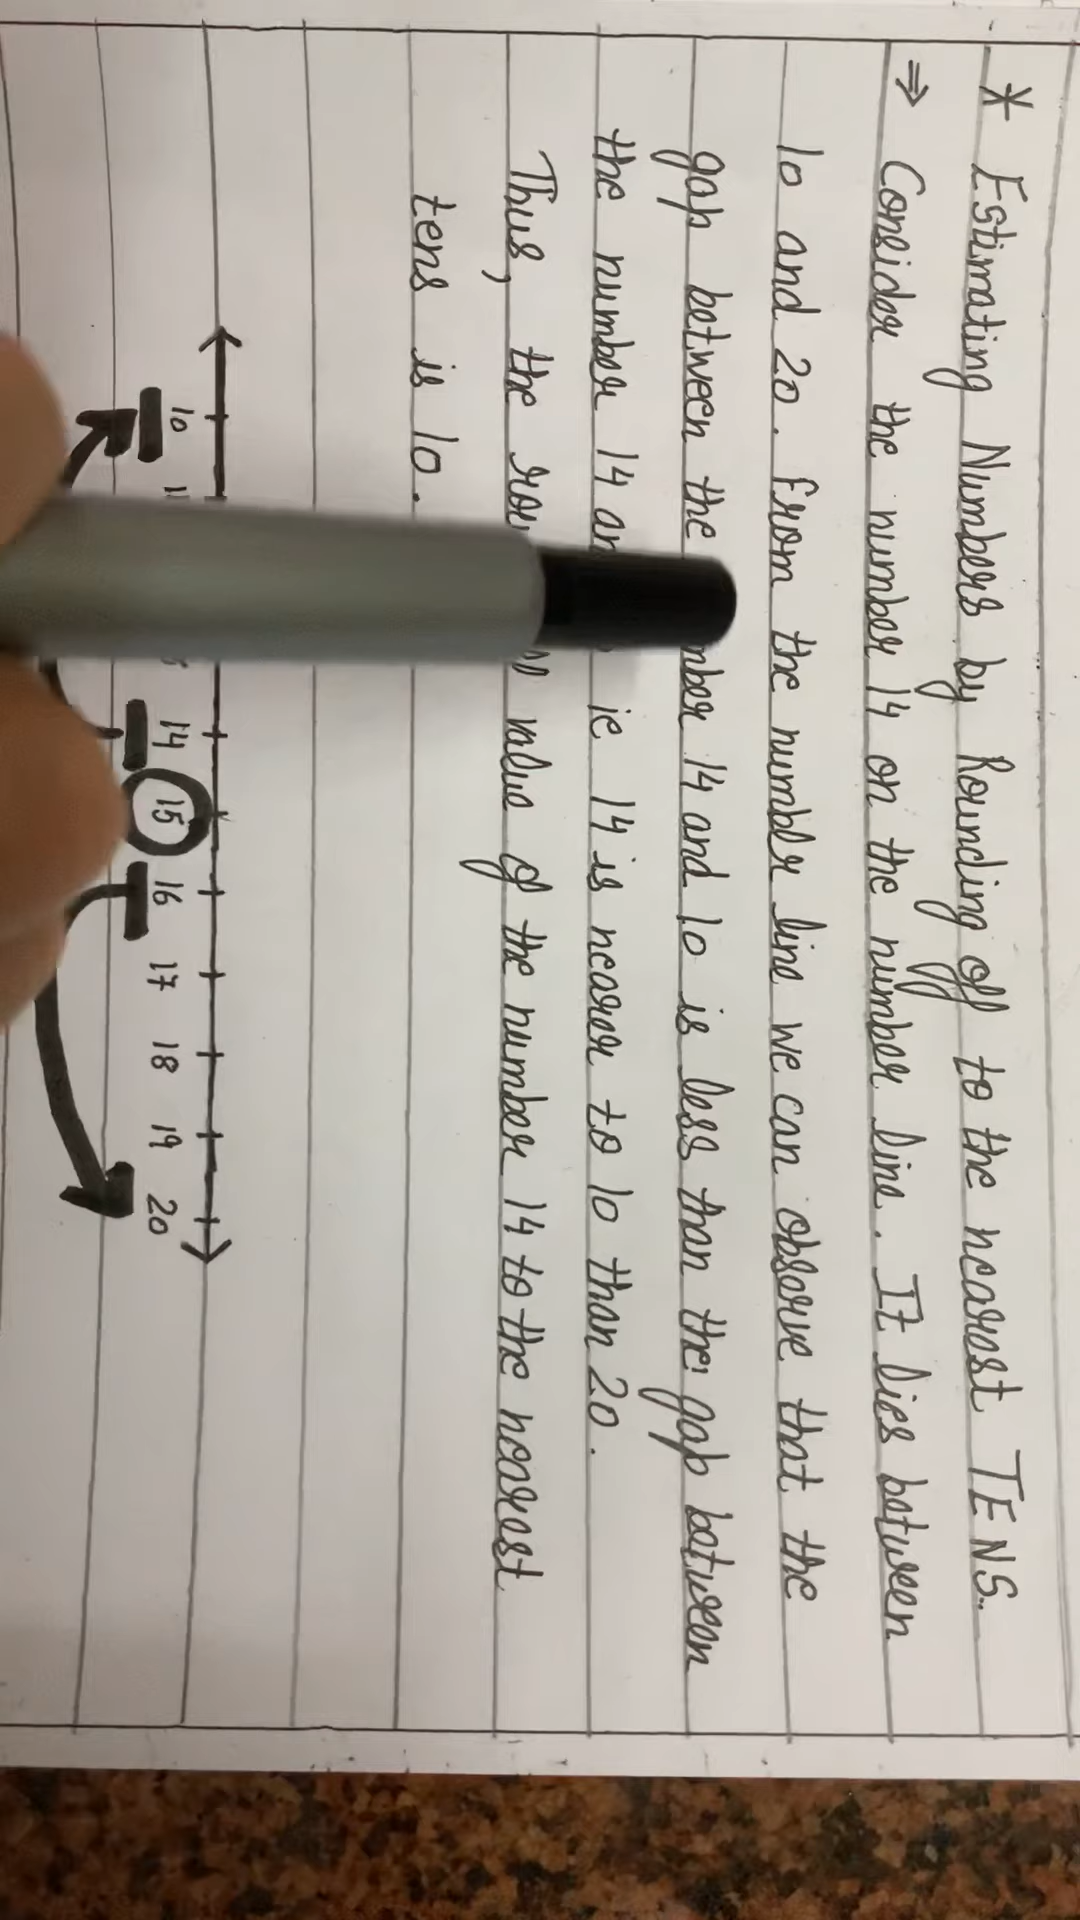 * Estimating Numbers by Rounding off to the nearest TENS.
⇒ Consider the number 14 on the number line. It lies between
10 and 20. From the number line we can observe that the
gap between the 14 and 10 is less than the gap between
the number 14 ie 14 is nearer to 10 than 20.
Thus, the value of the number 14 to the nearest
tens is 10.
10 14 15 16 17 18 19 20